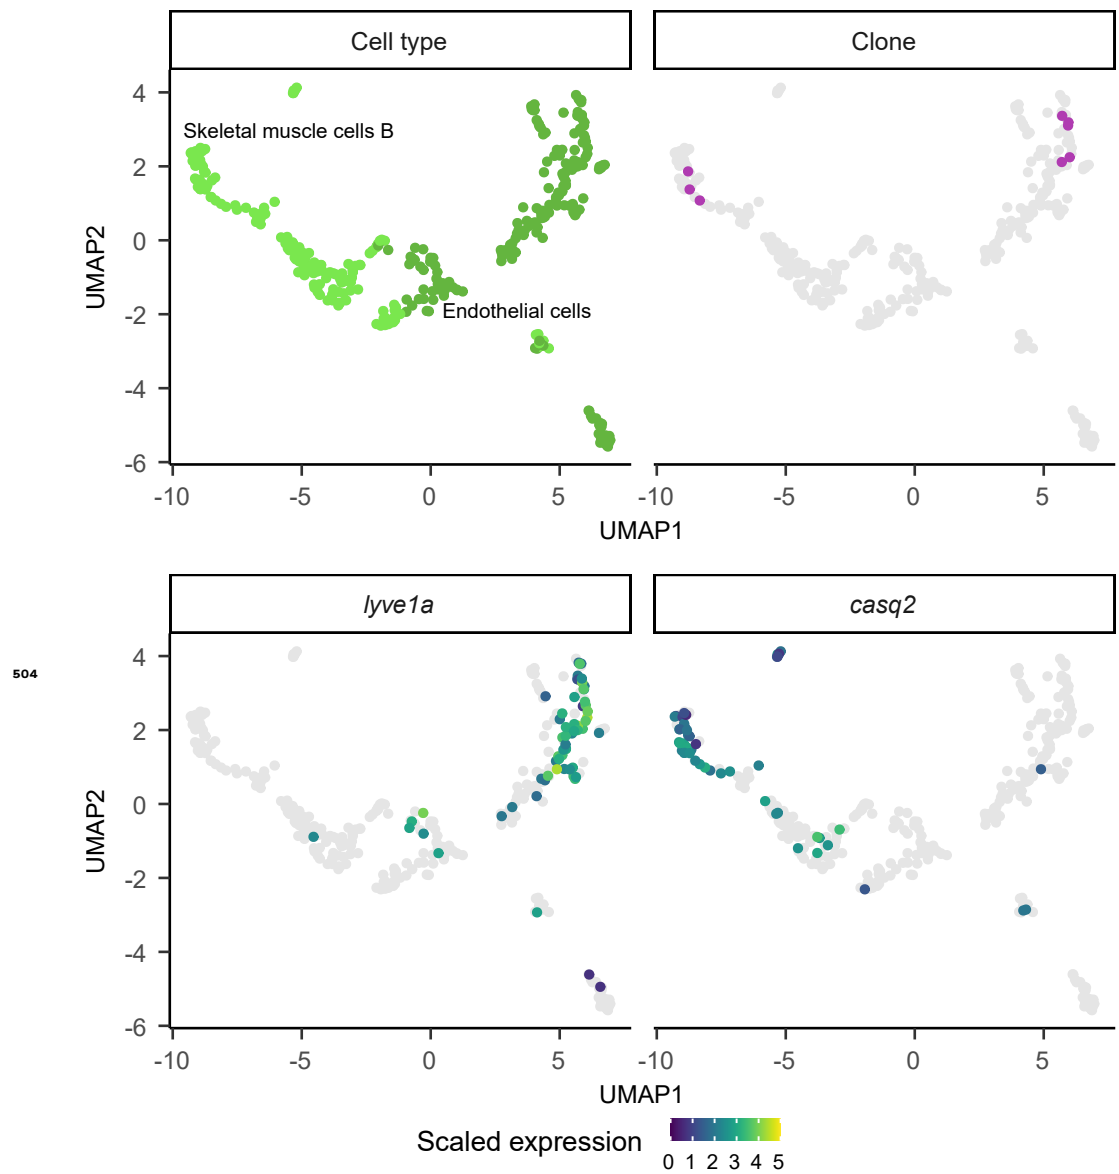 Cell type
Clone
4
2
0
-2
-4
-6
UMAP2
Skeletal muscle cells B
Endothelial cells
-10 -5 0 5 -10 -5 0 5
UMAP1
lyve1a
casq2
504
4
2
0
-2
-4
-6
UMAP2
-10 -5 0 5 -10 -5 0 5
UMAP1
Scaled expression
0 1 2 3 4 5